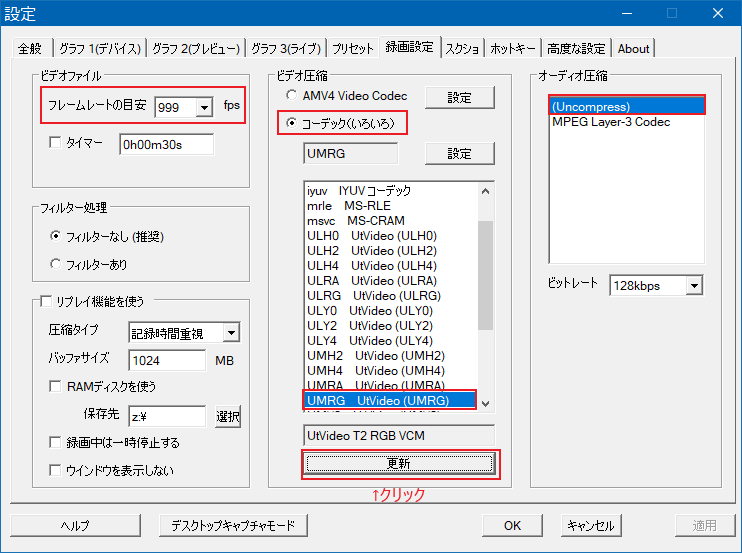 設定
全般
グラフ 1(デバイス)
グラフ 2(プレビュー)
グラフ 3(ライブ)
プリセット
録画設定
スクショ
ホットキー
高度な設定
About
ビデオファイル
フレームレートの目安 999 fps
タイマー 0h00m30s
フィルター処理
フィルターなし (推奨)
フィルターあり
リプレイ機能を使う
圧縮タイプ 記録時間重視
バッファサイズ 1024 MB
RAMディスクを使う
保存先 z:¥ 選択
録画中は一時停止する
ウインドウを表示しない
ビデオ圧縮
AMV4 Video Codec 設定
コーデック(いろいろ)
UMRG 設定
iyuv IYUV コーデック
mrle MS-RLE
msvc MS-CRAM
ULH0 UtVideo (ULH0)
ULH2 UtVideo (ULH2)
ULH4 UtVideo (ULH4)
ULRA UtVideo (ULRA)
ULRG UtVideo (ULRG)
ULY0 UtVideo (ULY0)
ULY2 UtVideo (ULY2)
ULY4 UtVideo (ULY4)
UMH2 UtVideo (UMH2)
UMH4 UtVideo (UMH4)
UMRA UtVideo (UMRA)
UMRG UtVideo (UMRG)
UtVideo T2 RGB VCM
更新
↑クリック
オーディオ圧縮
(Uncompress)
MPEG Layer-3 Codec
ビットレート 128kbps
ヘルプ
デスクトップキャプチャモード
OK
キャンセル
適用